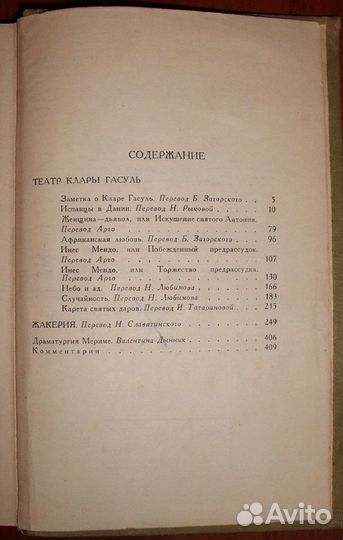 СОДЕРЖАНИЕ
ТЕАТР КЛАРЫ ГАСУЛЬ
Заметка о Кларе Гасуль. Перевод Б. Загорского . . . 5
Испанцы в Дании. Перевод Н. Рыковой . . . . . . 10
Женщина—дьявол, или Искушение святого Антония.
Перевод Арго . . . . . . . . . . . . . 79
Африканская любовь. Перевод Б. Загорского . . . . 96
Инес Мендо, или Побежденный предрассудок.
Перевод Арго . . . . . . . . . . . . . 107
Инес Мендо, или Торжество предрассудка.
Перевод Арго . . . . . . . . . . . . . 130
Небо и ад. Перевод Н. Любимова . . . . . . . 166
Случайность. Перевод Н. Любимова . . . . . . 183
Карета святых даров. Перевод И. Татариновой . . . 215
ЖАКЕРИЯ. Перевод Н. Славятинского . . . . . . 249
Драматургия Мериме. Валентина Дынник . . . . . . 406
Комментарии . . . . . . . . . . . . . 409
Avito